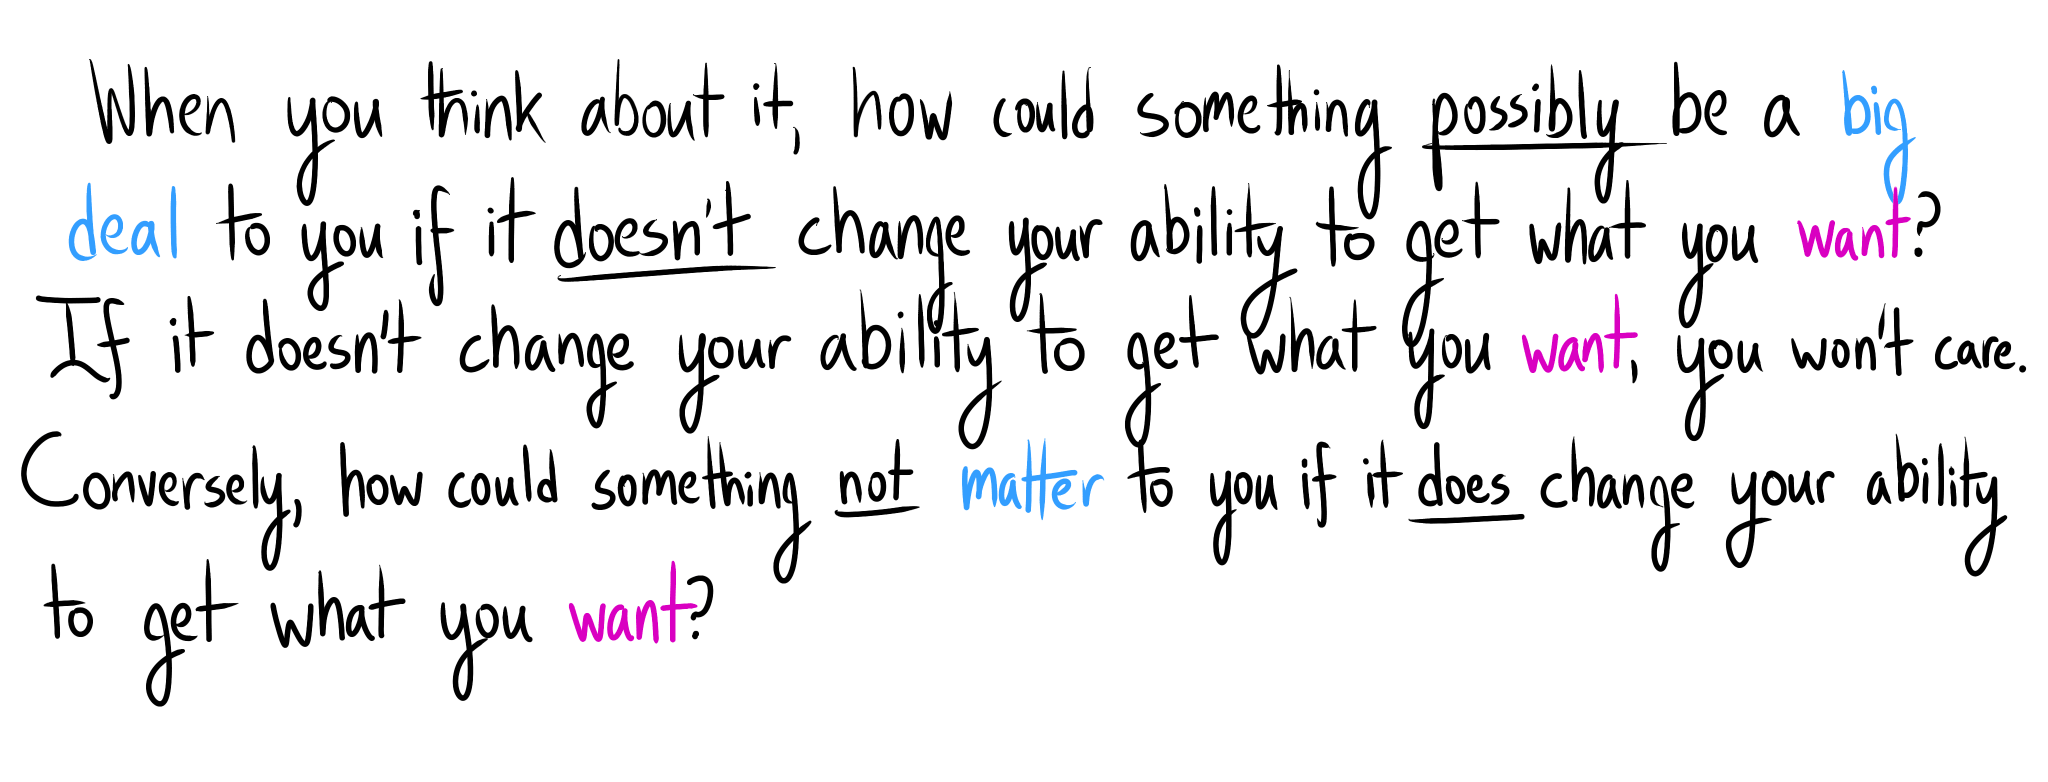 When you think about it, how could something possibly be a big
deal to you if it doesn't change your ability to get what you want?
If it doesn't change your ability to get what you want, you won't care.
Conversely, how could something not matter to you if it does change your ability
to get what you want?